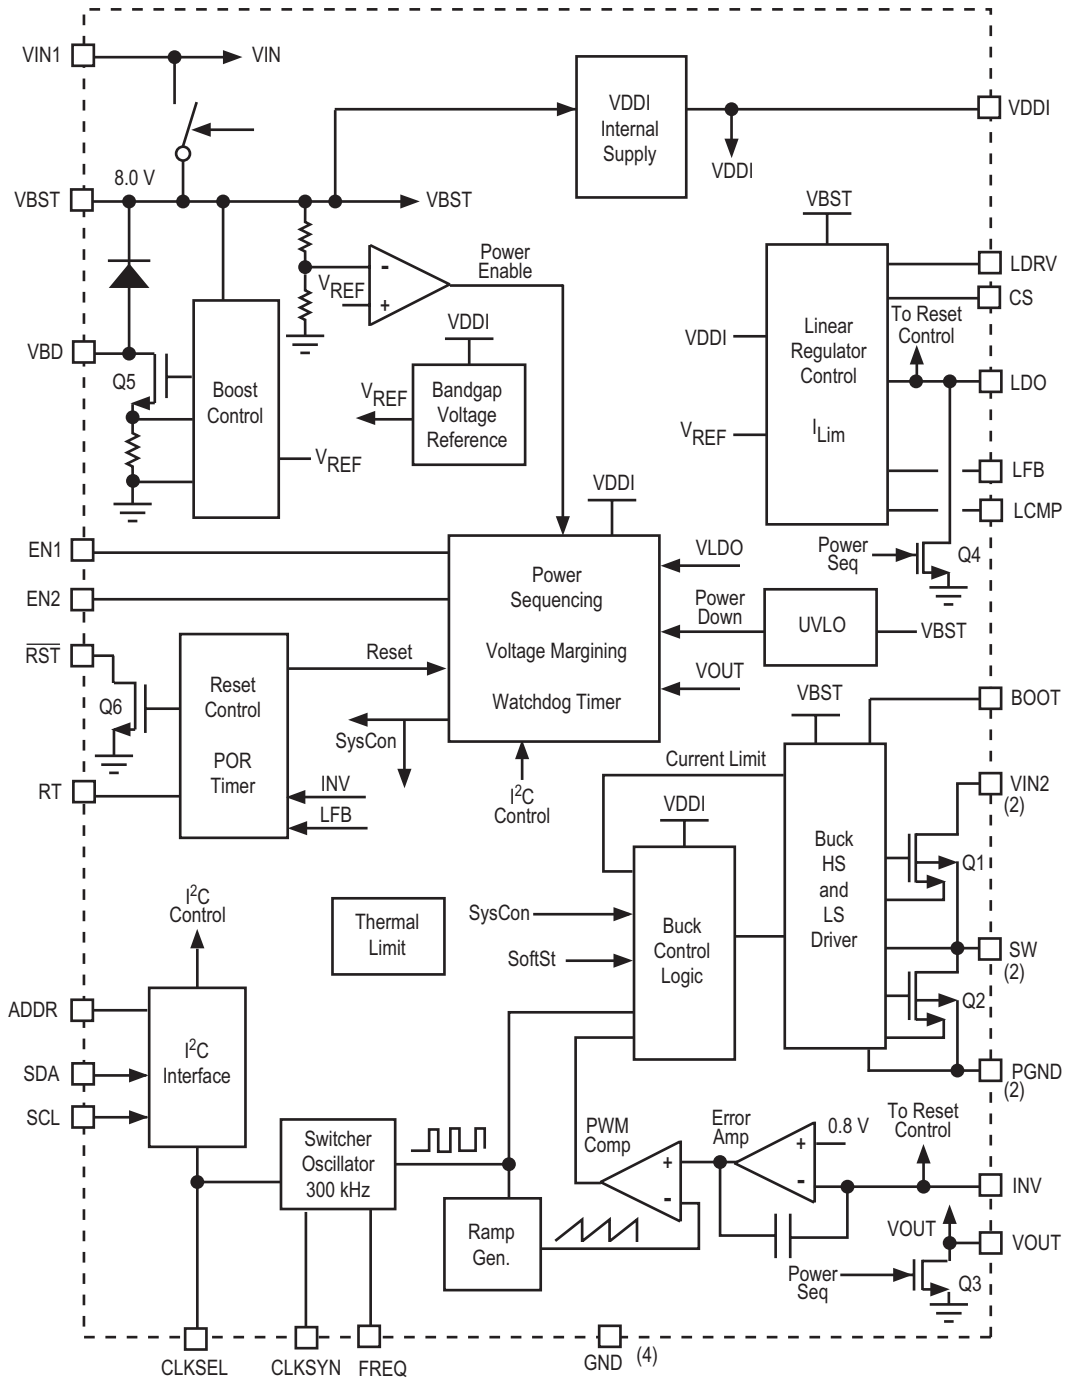 VIN1
VIN
VDDI
Internal
Supply
VDDI
VDDI
8.0 V
VBST
VBST
VBST
Power
Enable
-
VREF
+
LDRV
CS
To Reset
Control
VDDI
Linear
Regulator
Control
ILim
VDDI
VBD
Q5
Boost
Control
VREF
Bandgap
Voltage
Reference
VREF
LDO
VREF
LFB
LCMP
VDDI
EN1
VLDO
Power
Seq
Q4
EN2
Power
Sequencing
Voltage Margining
Watchdog Timer
Power
Down
UVLO
VBST
RST
Reset
VOUT
Q6
Reset
Control
POR
Timer
SysCon
VBST
BOOT
Current Limit
RT
INV
LFB
I2C
Control
VDDI
VIN2
(2)
Buck
HS
and
LS
Driver
Q1
I2C
Control
Thermal
Limit
SysCon
SoftSt
Buck
Control
Logic
SW
(2)
Q2
ADDR
I2C
Interface
SDA
SCL
PGND
(2)
Switcher
Oscillator
300 kHz
PWM
Comp
Error
Amp
0.8 V
To Reset
Control
+
+
-
-
INV
Ramp
Gen.
VOUT
VOUT
Power
Seq
Q3
CLKSEL
CLKSYN
FREQ
GND
(4)